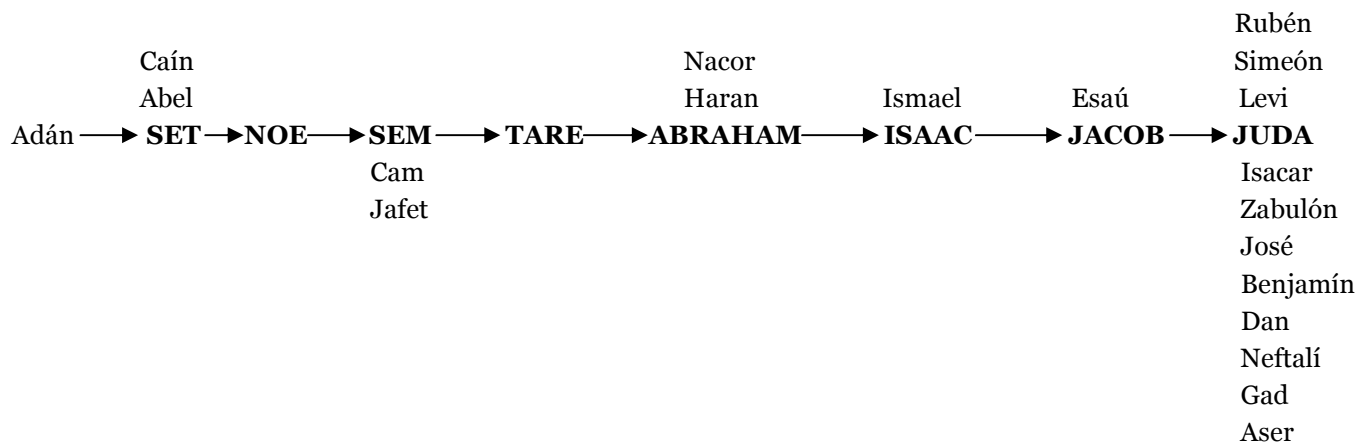 Rubén
Caín Nacor Simeón
Abel Haran Ismael Esaú Levi
Adán SET NOE SEM TARE ABRAHAM ISAAC JACOB JUDA
Cam Isacar
Jafet Zabulón
José
Benjamín
Dan
Neftalí
Gad
Aser